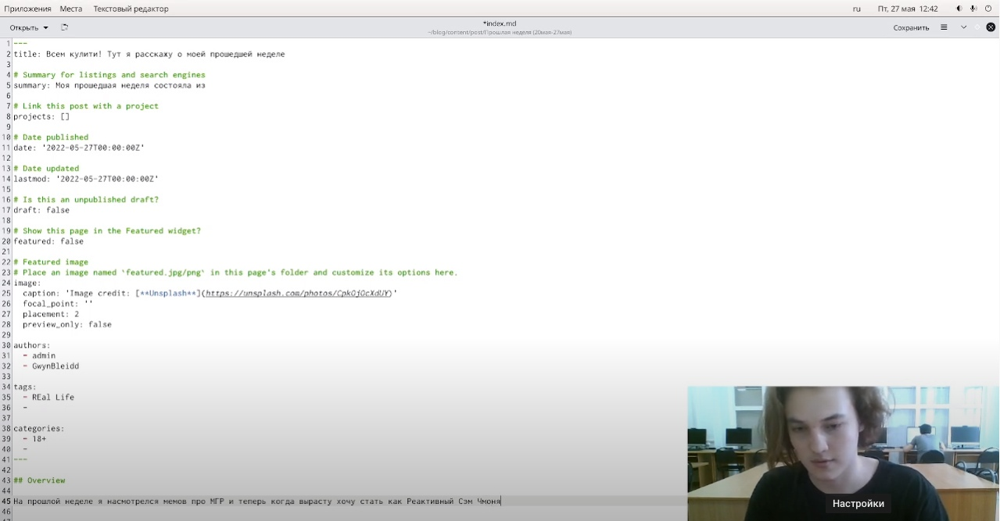 Приложения Места Текстовый редактор ru Пт, 27 мая 12:42
Открыть *index.md Сохранить
~/blog/content/post/Прошлая неделя (20мая-27мая)
1 ---
2 title: Всем кулити! Тут я расскажу о моей прошедшей неделе
3
4 # Summary for listings and search engines
5 summary: Моя прошедшая неделя состояла из
6
7 # Link this post with a project
8 projects: []
9
10 # Date published
11 date: '2022-05-27T00:00:00Z'
12
13 # Date updated
14 lastmod: '2022-05-27T00:00:00Z'
15
16 # Is this an unpublished draft?
17 draft: false
18
19 # Show this page in the Featured widget?
20 featured: false
21
22 # Featured image
23 # Place an image named `featured.jpg/png` in this page's folder and customize its options here.
24 image:
25 caption: 'Image credit: [**Unsplash**](https://unsplash.com/photos/CpkOjOcXdUY)'
26 focal_point: ''
27 placement: 2
28 preview_only: false
29
30 authors:
31 - admin
32 - GwynBleidd
33
34 tags:
35 - REal Life
36 -
37
38 categories:
39 - 18+
40 -
41 ---
42
43 ## Overview
44
45 На прошлой неделе я насмотрелся мемов про МГР и теперь когда вырасту хочу стать как Реактивный Сэм Чмоня
46
Настройки